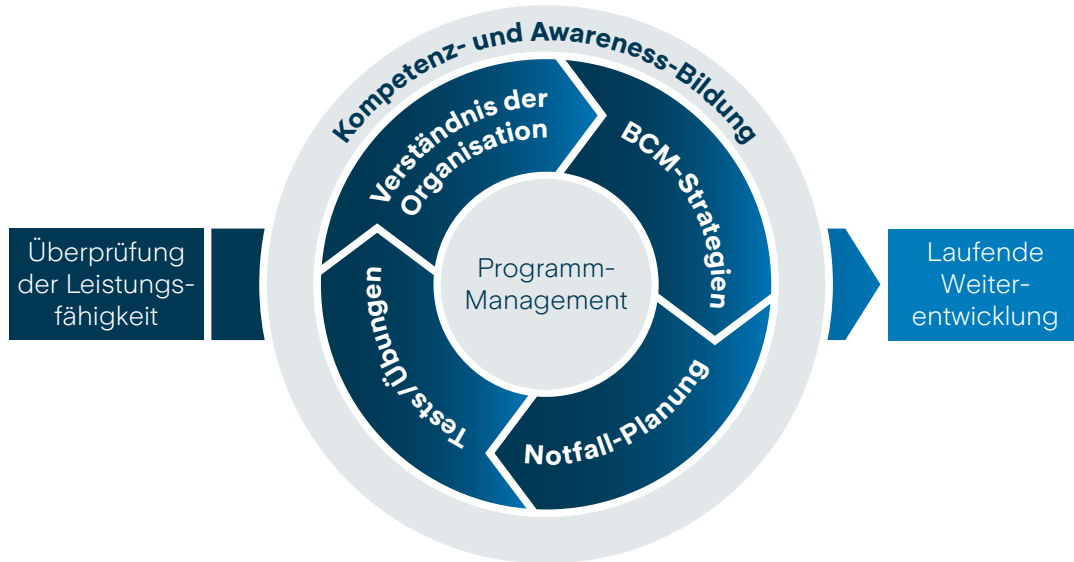 Kompetenz- und Awareness-Bildung
Verständnis der
Organisation
BCM-Strategien
Überprüfung
der Leistungs-
fähigkeit
Programm-
Management
Laufende
Weiter-
entwicklung
Tests/Übungen
Notfall-Planung